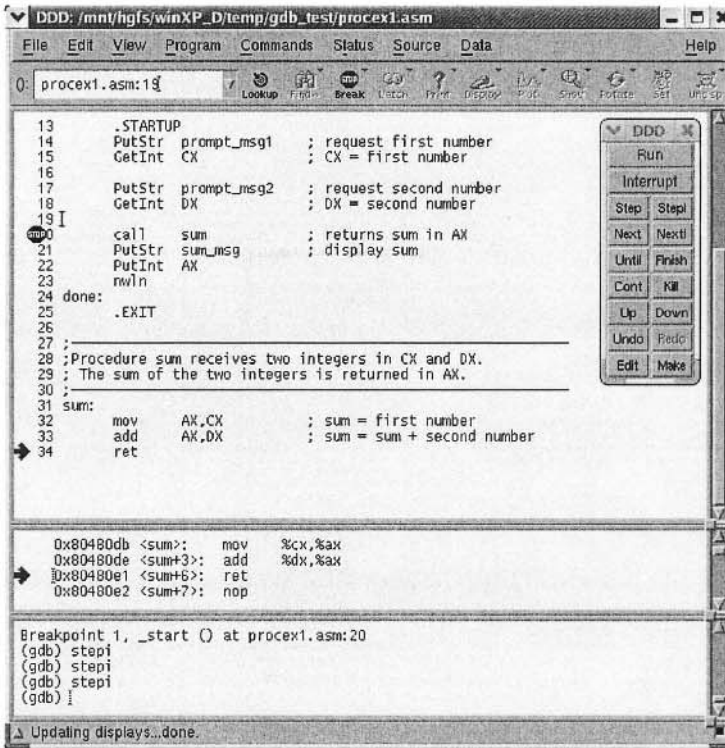 DDD: /mnt/hgfs/winXP_D/temp/gdb_test/procex1.asm
File Edit View Program Commands Status Source Data Help
(): procex1.asm:19
Lookup Find» Break Watch Print Display Plot Show Rotate Set Undisp
13 .STARTUP
14 PutStr prompt_msg1 ; request first number
15 GetInt CX ; CX = first number
16
17 PutStr prompt_msg2 ; request second number
18 GetInt DX ; DX = second number
19
STOP 0 call sum ; returns sum in AX
21 PutStr sum_msg ; display sum
22 PutInt AX
23 nwln
24 done:
25 .EXIT
26
27 ;
28 ;Procedure sum receives two integers in CX and DX.
29 ; The sum of the two integers is returned in AX.
30 ;
31 sum:
32 mov AX,CX ; sum = first number
33 add AX,DX ; sum = sum + second number
34 ret
DDD
Run
Interrupt
Step Stepi
Next Nexti
Until Finish
Cont Kill
Up Down
Undo Redo
Edit Make
0x80480db <sum>: mov %cx,%ax
0x80480de <sum+3>: add %dx,%ax
0x80480e1 <sum+6>: ret
0x80480e2 <sum+7>: nop
Breakpoint 1, _start () at procex1.asm:20
(gdb) stepi
(gdb) stepi
(gdb) stepi
(gdb)
Updating displays...done.